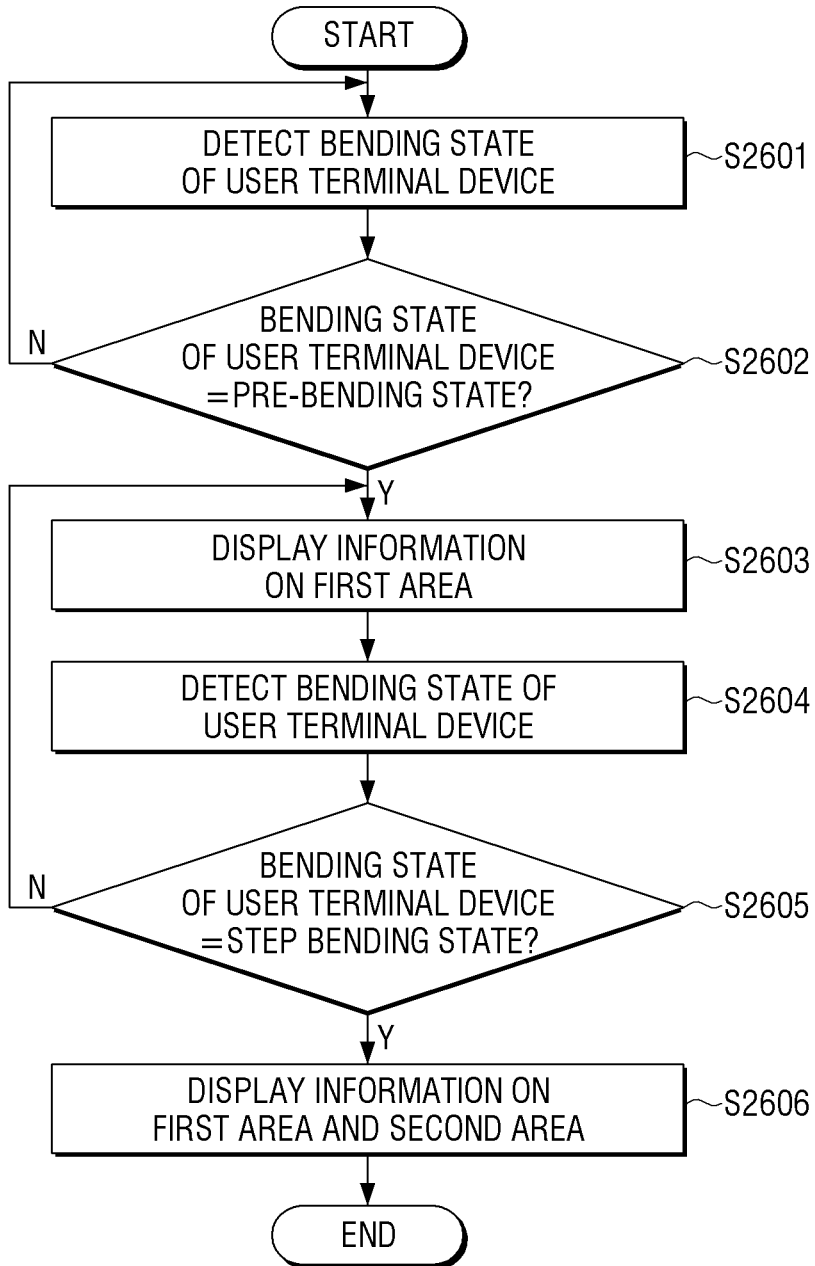 START
DETECT BENDING STATE
OF USER TERMINAL DEVICE
S2601
BENDING STATE
OF USER TERMINAL DEVICE
=PRE-BENDING STATE?
S2602
N
Y
DISPLAY INFORMATION
ON FIRST AREA
S2603
DETECT BENDING STATE OF
USER TERMINAL DEVICE
S2604
BENDING STATE
OF USER TERMINAL DEVICE
=STEP BENDING STATE?
S2605
N
Y
DISPLAY INFORMATION ON
FIRST AREA AND SECOND AREA
S2606
END